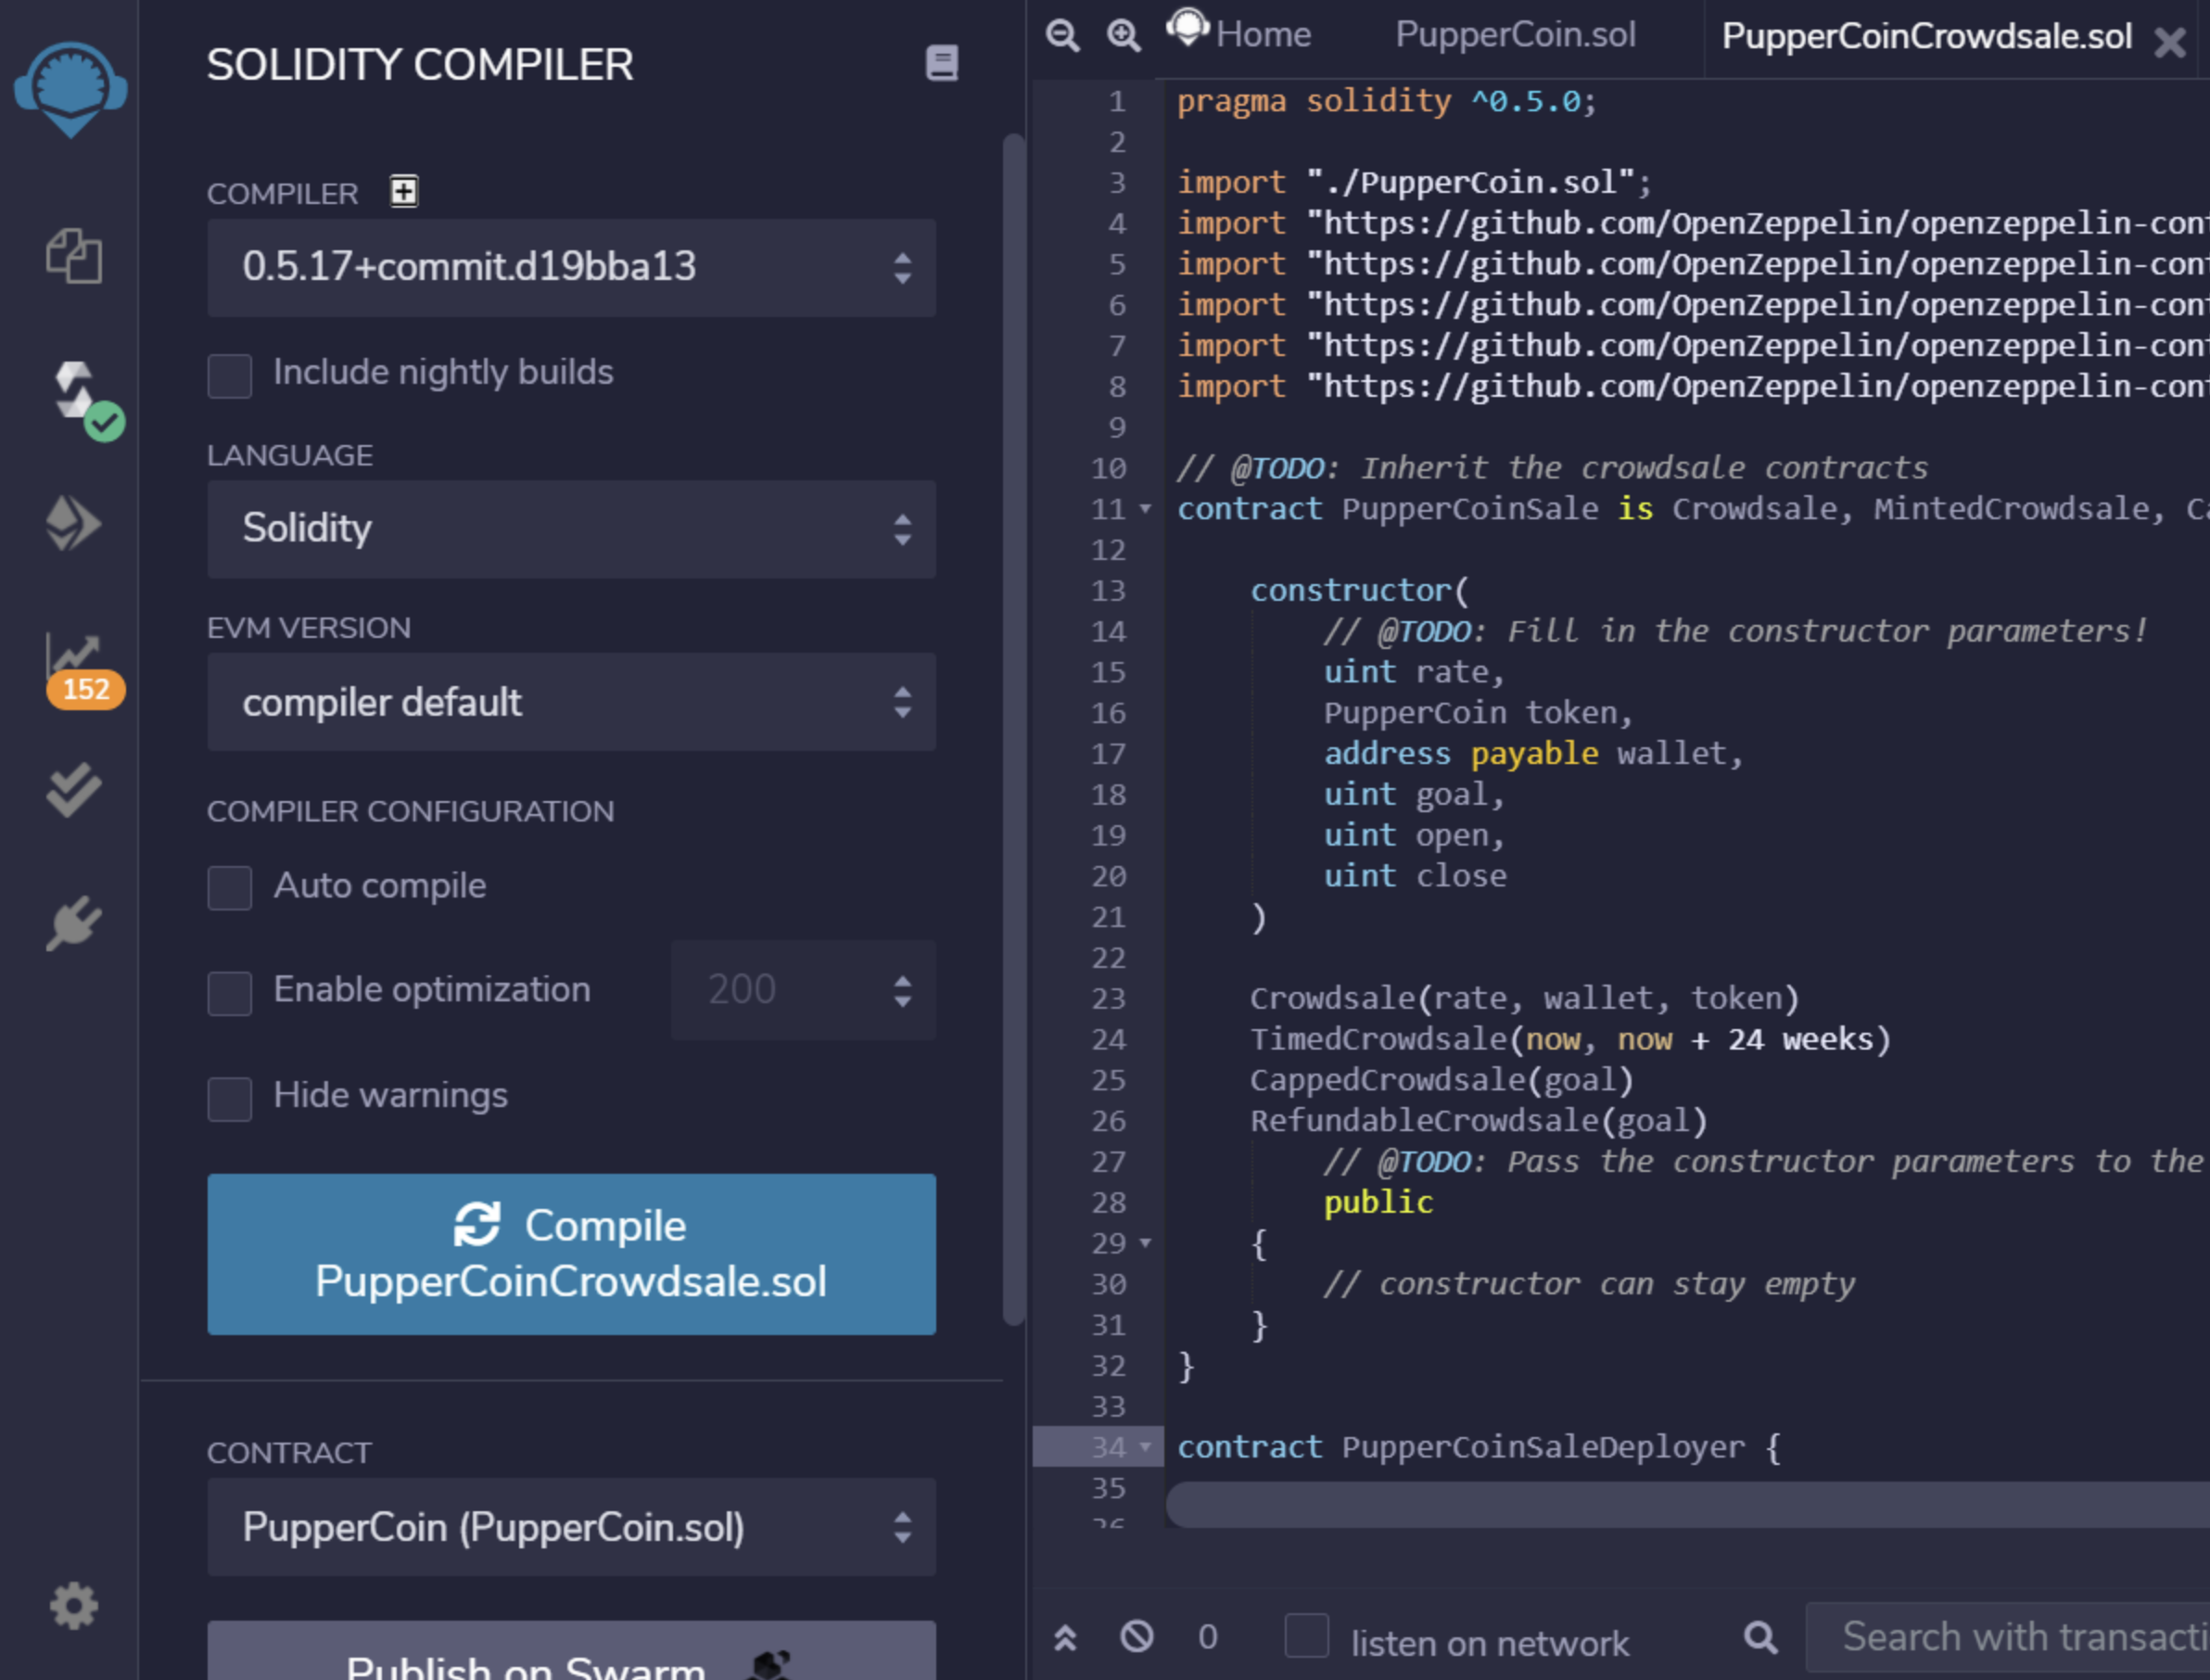 SOLIDITY COMPILER
COMPILER
0.5.17+commit.d19bba13
Include nightly builds
LANGUAGE
Solidity
EVM VERSION
compiler default
152
COMPILER CONFIGURATION
Auto compile
Enable optimization
200
Hide warnings
Compile
PupperCoinCrowdsale.sol
CONTRACT
PupperCoin (PupperCoin.sol)
Publish on Swarm
Home PupperCoin.sol PupperCoinCrowdsale.sol
1 pragma solidity ^0.5.0;
2
3 import "./PupperCoin.sol";
4 import "https://github.com/OpenZeppelin/openzeppelin-con
5 import "https://github.com/OpenZeppelin/openzeppelin-con
6 import "https://github.com/OpenZeppelin/openzeppelin-con
7 import "https://github.com/OpenZeppelin/openzeppelin-con
8 import "https://github.com/OpenZeppelin/openzeppelin-con
9
10 // @TODO: Inherit the crowdsale contracts
11 contract PupperCoinSale is Crowdsale, MintedCrowdsale, Ca
12
13 constructor(
14 // @TODO: Fill in the constructor parameters!
15 uint rate,
16 PupperCoin token,
17 address payable wallet,
18 uint goal,
19 uint open,
20 uint close
21 )
22
23 Crowdsale(rate, wallet, token)
24 TimedCrowdsale(now, now + 24 weeks)
25 CappedCrowdsale(goal)
26 RefundableCrowdsale(goal)
27 // @TODO: Pass the constructor parameters to the
28 public
29 {
30 // constructor can stay empty
31 }
32 }
33
34 contract PupperCoinSaleDeployer {
35
0 listen on network Search with transacti